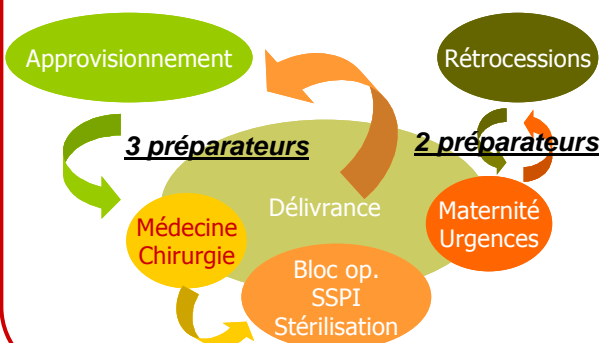 Approvisionnement
Rétrocessions
3 préparateurs
2 préparateurs
Délivrance
Médecine
Chirurgie
Maternité
Urgences
Bloc op.
SSPI
Stérilisation